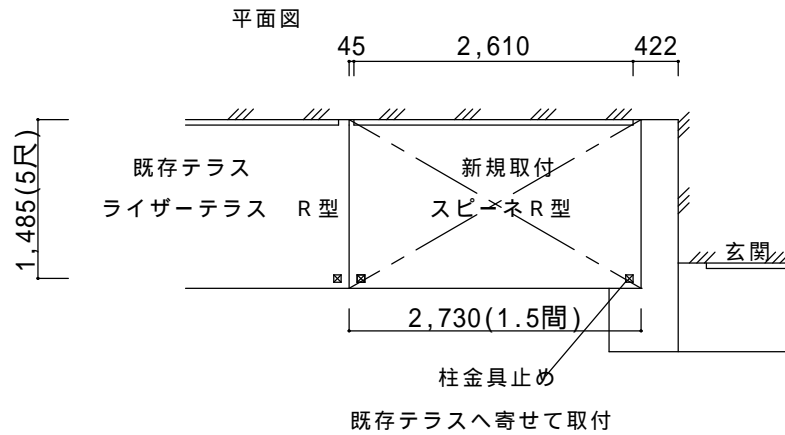 平面図
45 2,610 422
既存テラス
ライザーテラス R型
新規取付
スピーネR型
1,485(5尺)
玄関
2,730(1.5間)
柱金具止め
既存テラスへ寄せて取付